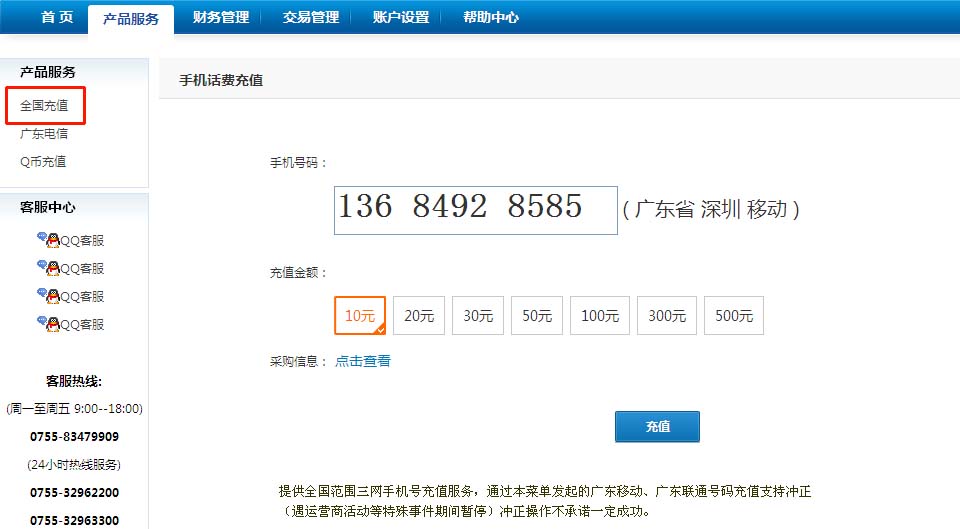 首 页 产品服务 财务管理 交易管理 账户设置 帮助中心
产品服务
全国充值
广东电信
Q币充值
客服中心
QQ客服
QQ客服
QQ客服
QQ客服
客服热线:
(周一至周五 9:00--18:00)
0755-83479909
(24小时热线服务)
0755-32962200
0755-32963300
手机话费充值
手机号码：
136 8492 8585 ( 广东省 深圳 移动 )
充值金额：
10元 20元 30元 50元 100元 300元 500元
采购信息： 点击查看
充值
提供全国范围三网手机号充值服务，通过本菜单发起的广东移动、广东联通号码充值支持冲正
（遇运营商活动等特殊事件期间暂停）冲正操作不承诺一定成功。